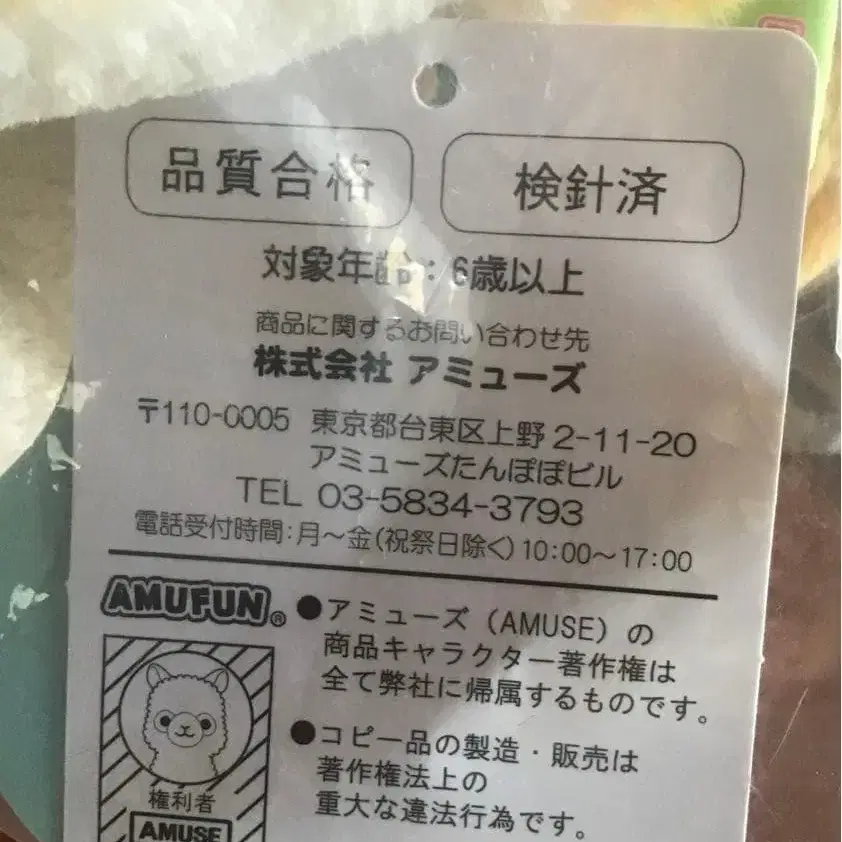 品質合格
検針済
対象年齢：6歳以上
商品に関するお問い合わせ先
株式会社 アミューズ
〒110-0005 東京都台東区上野2-11-20
アミューズたんぽぽビル
TEL 03-5834-3793
電話受付時間：月～金(祝祭日除く)10:00～17:00
AMUFUN®
●アミューズ（AMUSE）の
商品キャラクター著作権は
全て弊社に帰属するものです。
●コピー品の製造・販売は
著作権法上の
重大な違法行為です。
権利者
AMUSE